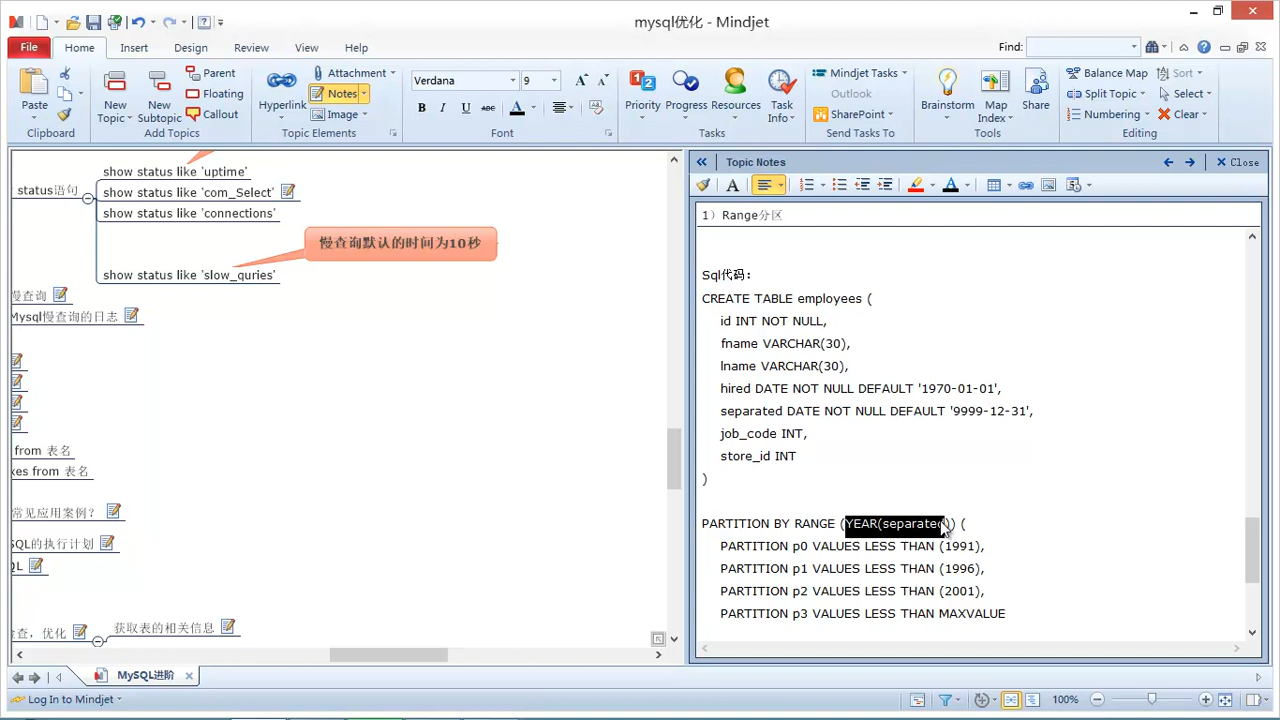 mysql优化 - Mindjet
File
Home
Insert
Design
Review
View
Help
Find:
Paste
Clipboard
New Topic
New Subtopic
Parent
Floating
Callout
Add Topics
Hyperlink
Attachment
Notes
Image
Topic Elements
Verdana
9
B I U abc A
Font
Priority
Progress
Resources
Task Info
Tasks
Mindjet Tasks
Outlook
SharePoint
Send Tasks To
Brainstorm
Map Index
Share
Tools
Balance Map
Split Topic
Numbering
Sort
Select
Clear
Editing
status语句
show status like 'uptime'
show status like 'com_Select'
show status like 'connections'
慢查询默认的时间为10秒
show status like 'slow_quries'
慢查询
Mysql慢查询的日志
from 表名
xes from 表名
常见应用案例?
SQL的执行计划
QL
查，优化
获取表的相关信息
Topic Notes
Close
1）Range分区
Sql代码：
CREATE TABLE employees (
id INT NOT NULL,
fname VARCHAR(30),
lname VARCHAR(30),
hired DATE NOT NULL DEFAULT '1970-01-01',
separated DATE NOT NULL DEFAULT '9999-12-31',
job_code INT,
store_id INT
)
PARTITION BY RANGE (YEAR(separated)) (
PARTITION p0 VALUES LESS THAN (1991),
PARTITION p1 VALUES LESS THAN (1996),
PARTITION p2 VALUES LESS THAN (2001),
PARTITION p3 VALUES LESS THAN MAXVALUE
MySQL进阶
Log In to Mindjet
100%